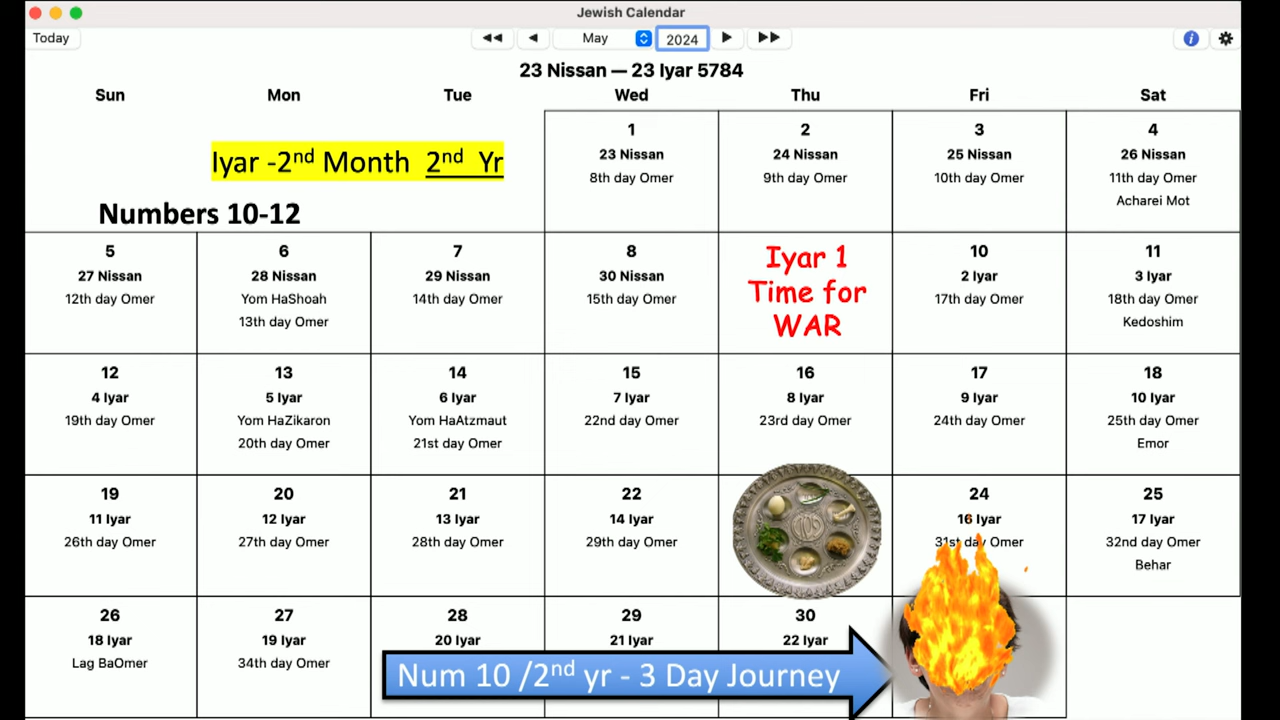 Jewish Calendar
Today
May
2024
23 Nissan — 23 Iyar 5784
Sun Mon Tue Wed Thu Fri Sat
Iyar -2nd Month 2nd Yr
Numbers 10-12
1
23 Nissan
8th day Omer
2
24 Nissan
9th day Omer
3
25 Nissan
10th day Omer
4
26 Nissan
11th day Omer
Acharei Mot
5
27 Nissan
12th day Omer
6
28 Nissan
Yom HaShoah
13th day Omer
7
29 Nissan
14th day Omer
8
30 Nissan
15th day Omer
Iyar 1
Time for
WAR
10
2 Iyar
17th day Omer
11
3 Iyar
18th day Omer
Kedoshim
12
4 Iyar
19th day Omer
13
5 Iyar
Yom HaZikaron
20th day Omer
14
6 Iyar
Yom HaAtzmaut
21st day Omer
15
7 Iyar
22nd day Omer
16
8 Iyar
23rd day Omer
17
9 Iyar
24th day Omer
18
10 Iyar
25th day Omer
Emor
19
11 Iyar
26th day Omer
20
12 Iyar
27th day Omer
21
13 Iyar
28th day Omer
22
14 Iyar
29th day Omer
24
16 Iyar
31st day Omer
25
17 Iyar
32nd day Omer
Behar
26
18 Iyar
Lag BaOmer
27
19 Iyar
34th day Omer
28
20 Iyar
29
21 Iyar
30
22 Iyar
Num 10 /2nd yr - 3 Day Journey